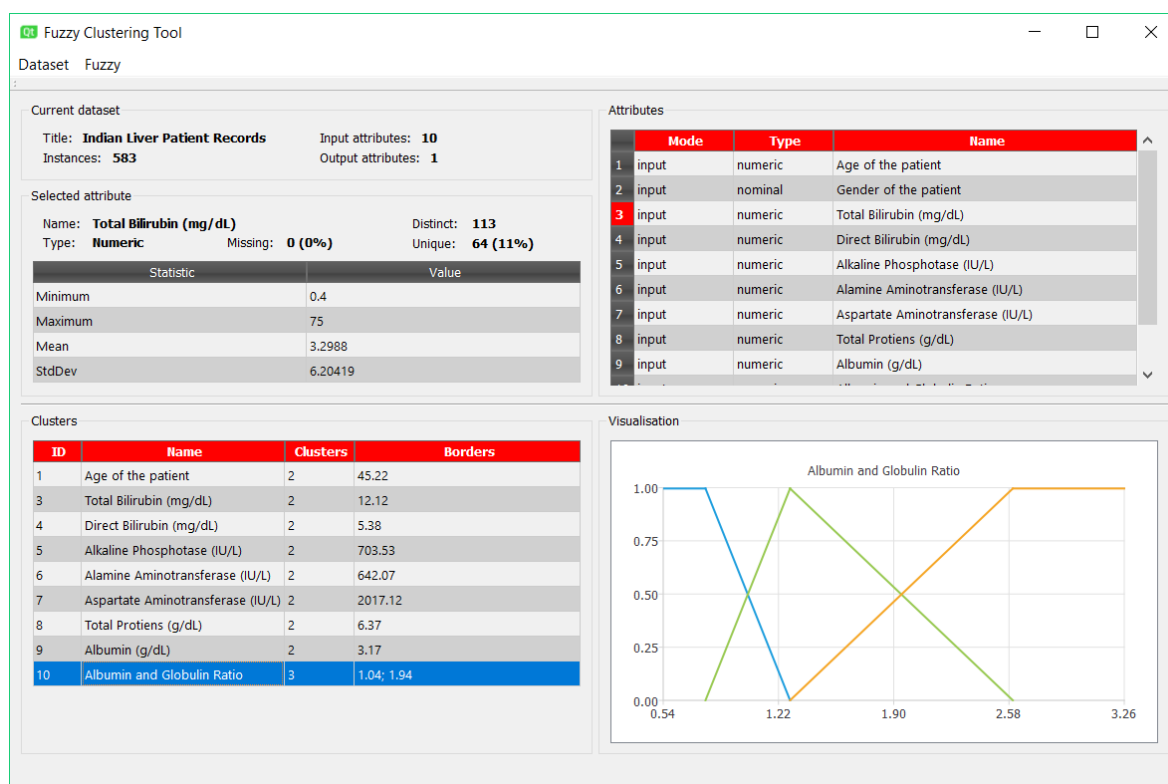 Qt Fuzzy Clustering Tool
Dataset Fuzzy
Current dataset
Title: Indian Liver Patient Records Input attributes: 10
Instances: 583 Output attributes: 1
Selected attribute
Name: Total Bilirubin (mg/dL) Distinct: 113
Type: Numeric Missing: 0 (0%) Unique: 64 (11%)
Statistic Value
Minimum 0.4
Maximum 75
Mean 3.2988
StdDev 6.20419
Attributes
Mode Type Name
1 input numeric Age of the patient
2 input nominal Gender of the patient
3 input numeric Total Bilirubin (mg/dL)
4 input numeric Direct Bilirubin (mg/dL)
5 input numeric Alkaline Phosphotase (IU/L)
6 input numeric Alamine Aminotransferase (IU/L)
7 input numeric Aspartate Aminotransferase (IU/L)
8 input numeric Total Protiens (g/dL)
9 input numeric Albumin (g/dL)
Clusters
ID Name Clusters Borders
1 Age of the patient 2 45.22
3 Total Bilirubin (mg/dL) 2 12.12
4 Direct Bilirubin (mg/dL) 2 5.38
5 Alkaline Phosphotase (IU/L) 2 703.53
6 Alamine Aminotransferase (IU/L) 2 642.07
7 Aspartate Aminotransferase (IU/L) 2 2017.12
8 Total Protiens (g/dL) 2 6.37
9 Albumin (g/dL) 2 3.17
10 Albumin and Globulin Ratio 3 1.04; 1.94
Visualisation
Albumin and Globulin Ratio
1.00
0.75
0.50
0.25
0.00
0.54 1.22 1.90 2.58 3.26